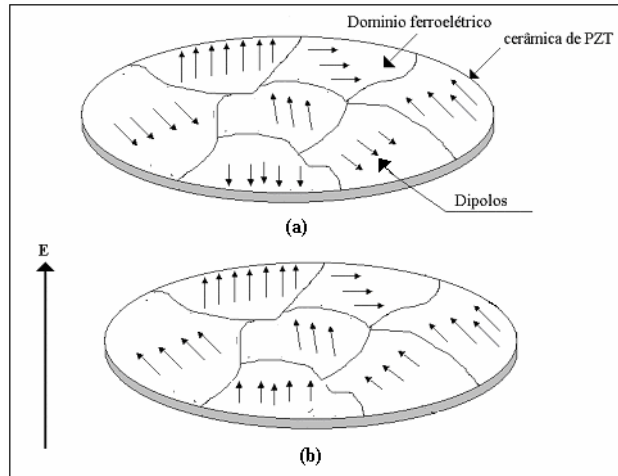 Dominio ferroelétrico
cerâmica de PZT
Dipolos
(a)
E
(b)